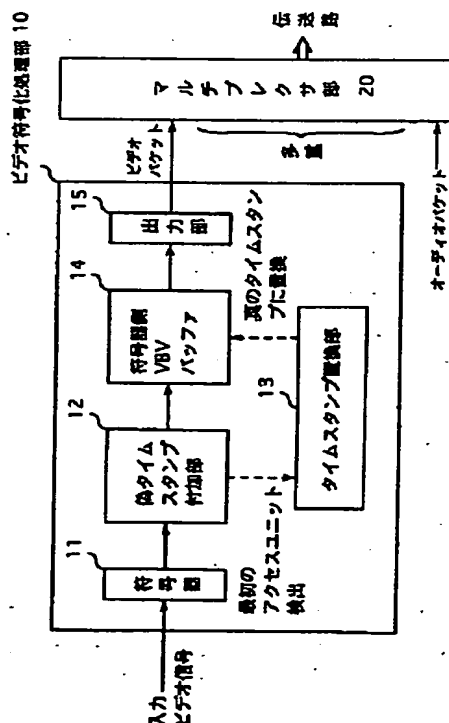 ビデオ符号化処理部 10
入力
ビデオ信号
11
符号器
12
偽タイム
スタンプ
付加部
14
符号器側
VBV
バッファ
15
出力部
最初の
アクセスユニット
検出
真のタイムスタン
プに置換
13
タイムスタンプ置換部
ビデオ
パケット
マルチプレクサ部 20
多重
オーディオパケット
伝送路